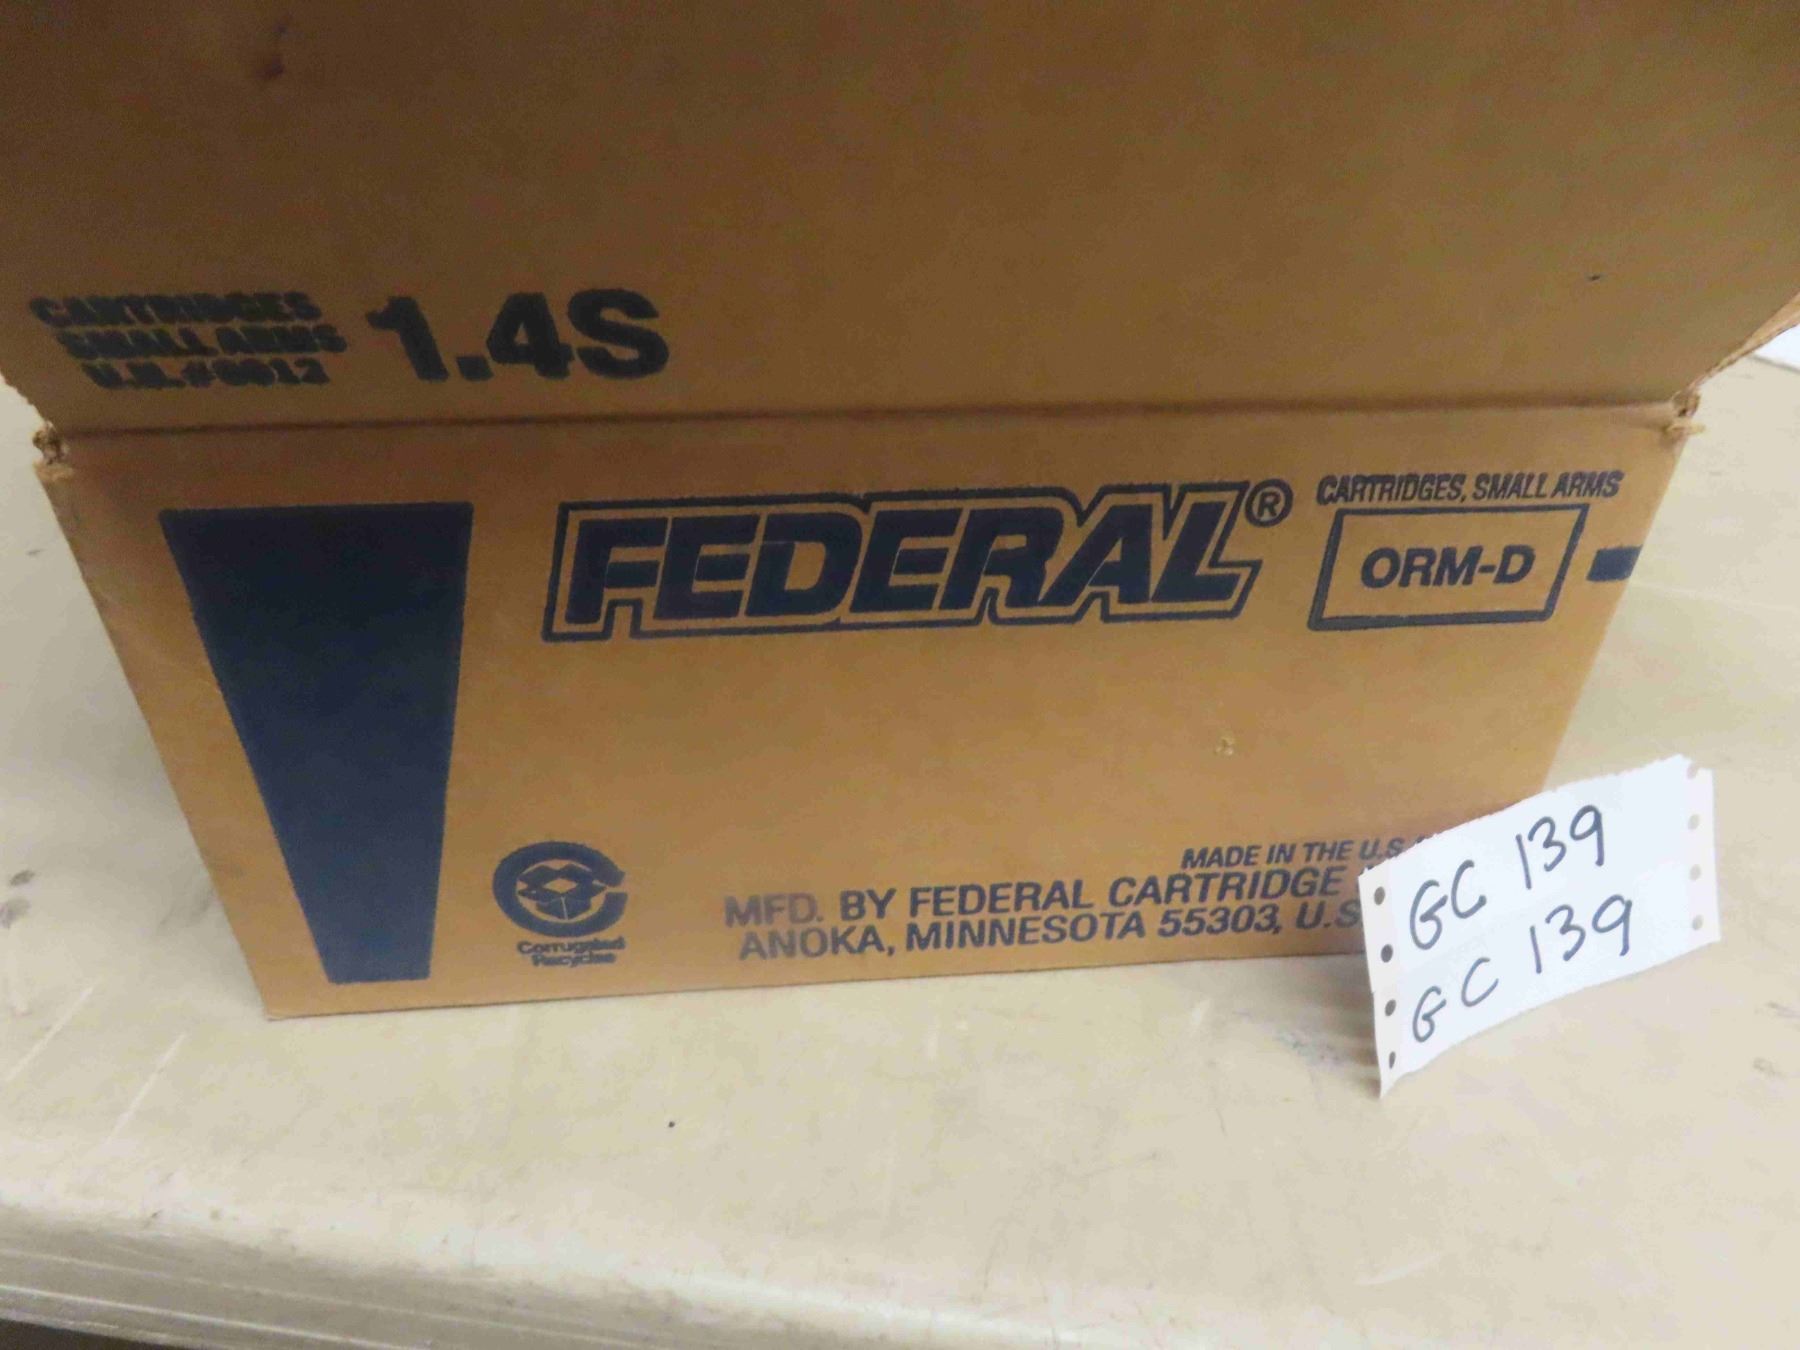 CARTRIDGES
SMALL ARMS
U.N.#0012
1.4S
FEDERAL®
CARTRIDGES, SMALL ARMS
ORM-D
Corrugated
Recycles
MADE IN THE U.S.
MFD. BY FEDERAL CARTRIDGE
ANOKA, MINNESOTA 55303, U.S
GC 139
GC 139